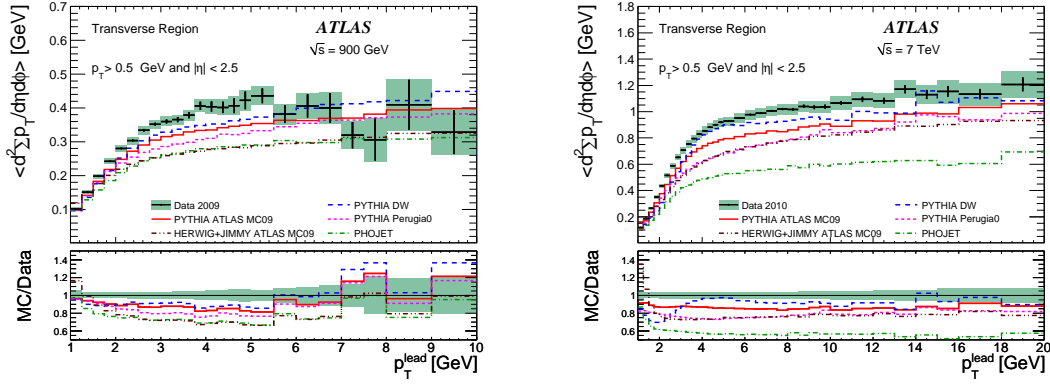 <d²Σp_T/dηdϕ> [GeV]
0.7
0.6
0.5
0.4
0.3
0.2
0.1
Transverse Region
ATLAS
√s = 900 GeV
p_T > 0.5 GeV and |η| < 2.5
Data 2009
PYTHIA ATLAS MC09
HERWIG+JIMMY ATLAS MC09
PYTHIA DW
PYTHIA Perugia0
PHOJET
MC/Data
1.4
1.2
1
0.8
0.6
1 2 3 4 5 6 7 8 9 10
p_T^lead [GeV]
<d²Σp_T/dηdϕ> [GeV]
1.8
1.6
1.4
1.2
1.0
0.8
0.6
0.4
0.2
Transverse Region
ATLAS
√s = 7 TeV
p_T > 0.5 GeV and |η| < 2.5
Data 2010
PYTHIA ATLAS MC09
HERWIG+JIMMY ATLAS MC09
PYTHIA DW
PYTHIA Perugia0
PHOJET
MC/Data
1.4
1.2
1
0.8
0.6
2 4 6 8 10 12 14 16 18 20
p_T^lead [GeV]